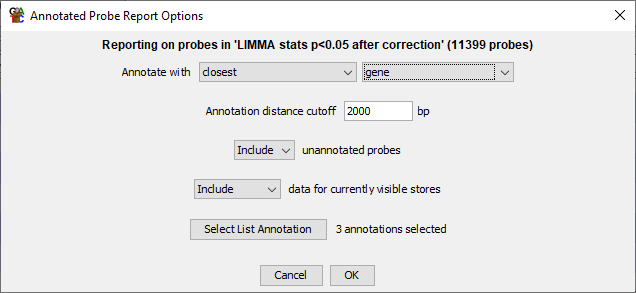 Annotated Probe Report Options
Reporting on probes in 'LIMMA stats p<0.05 after correction' (11399 probes)
Annotate with closest gene
Annotation distance cutoff 2000 bp
Include unannotated probes
Include data for currently visible stores
Select List Annotation 3 annotations selected
Cancel OK